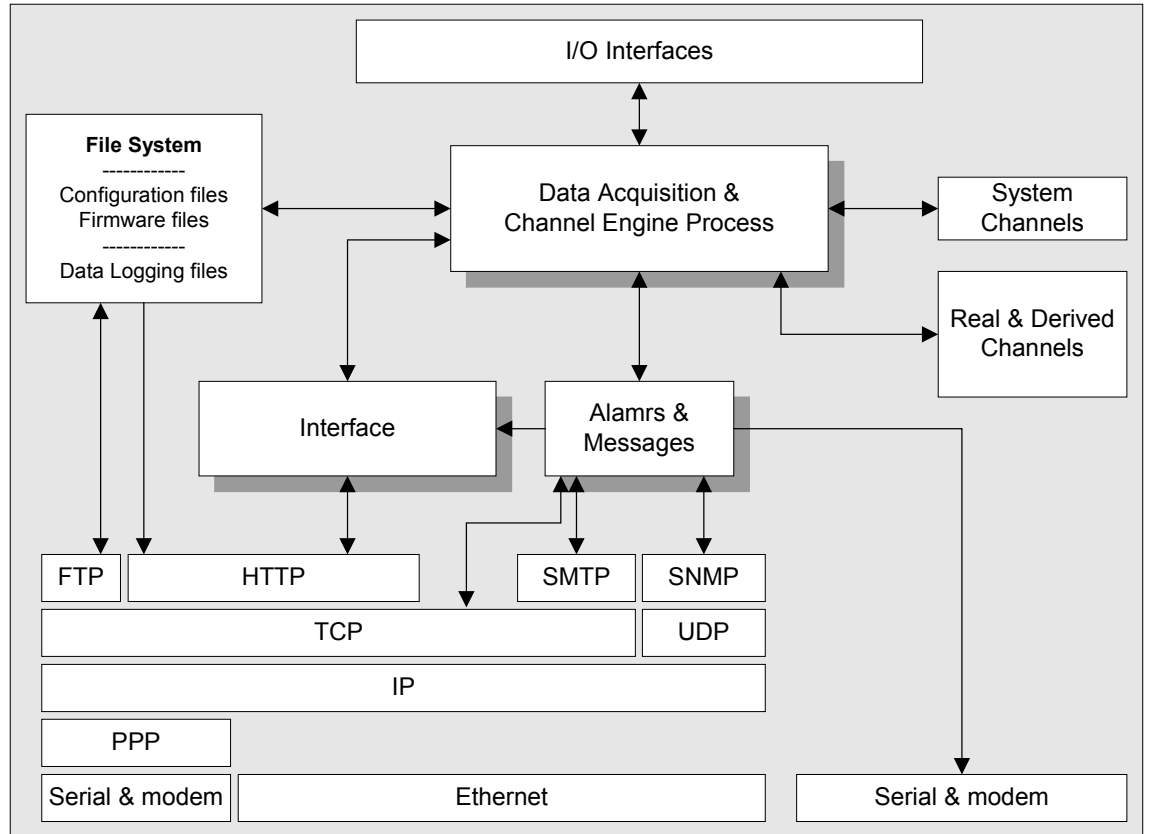 I/O Interfaces
File System
------------
Configuration files
Firmware files
------------
Data Logging files
Data Acquisition &
Channel Engine Process
System
Channels
Real & Derived
Channels
Interface
Alamrs &
Messages
FTP
HTTP
SMTP
SNMP
TCP
UDP
IP
PPP
Serial & modem
Ethernet
Serial & modem